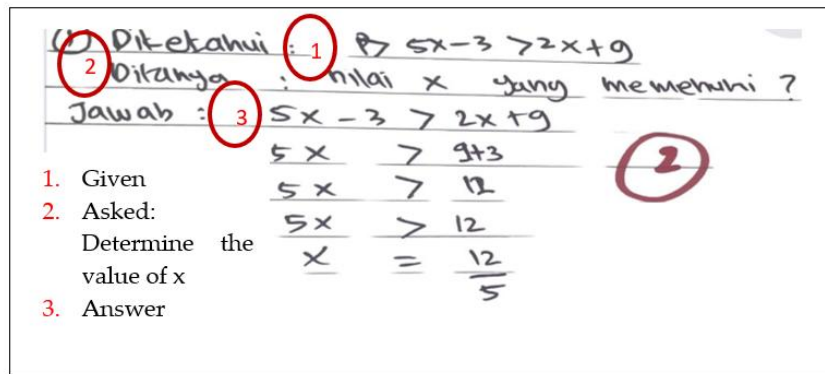 (1) Diketahui : 1 P> 5x-3 >2x+9
2 Ditanya : nilai x yang memenuhi ?
Jawab : 3 5x - 3 > 2x+9
5x > 9+3
5x > 12
5x > 12
x = 12/5
2
1. Given
2. Asked:
Determine the
value of x
3. Answer